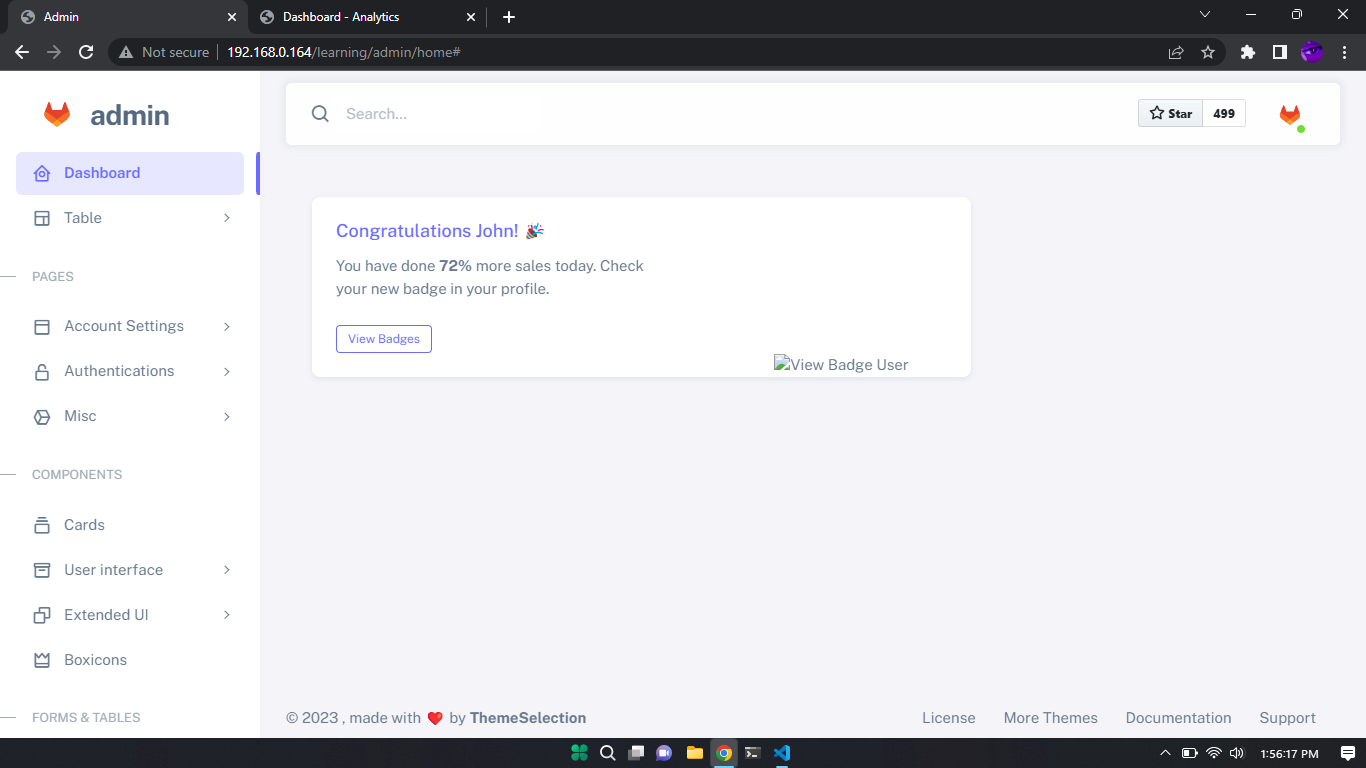 Admin
Dashboard - Analytics
Not secure
192.168.0.164/learning/admin/home#
admin
Search...
Star
499
Dashboard
Table
PAGES
Account Settings
Authentications
Misc
COMPONENTS
Cards
User interface
Extended UI
Boxicons
FORMS & TABLES
Congratulations John! 🎉
You have done 72% more sales today. Check
your new badge in your profile.
View Badges
View Badge User
© 2023 , made with ❤️ by ThemeSelection
License
More Themes
Documentation
Support
1:56:17 PM